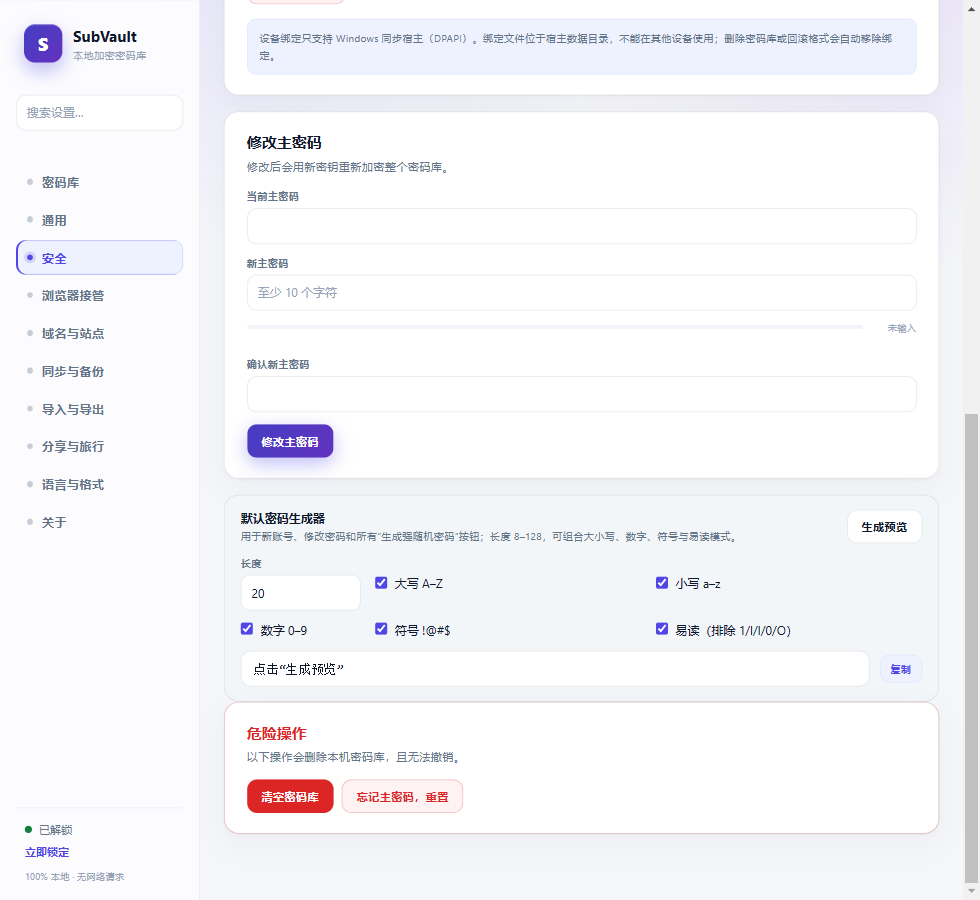 S
SubVault
本地加密密码库
搜索设置...
密码库
通用
安全
浏览器接管
域名与站点
同步与备份
导入与导出
分享与旅行
语言与格式
关于
已解锁
立即锁定
100% 本地 · 无网络请求
设备绑定只支持 Windows 同步宿主（DPAPI）。绑定文件位于宿主数据目录，不能在其他设备使用；删除密码库或回滚格式会自动移除绑
定。
修改主密码
修改后会用新密钥重新加密整个密码库。
当前主密码
新主密码
至少 10 个字符
未输入
确认新主密码
修改主密码
默认密码生成器
用于新账号、修改密码和所有“生成强随机密码”按钮；长度 8–128，可组合大小写、数字、符号与易读模式。
生成预览
长度
20
大写 A–Z
小写 a–z
数字 0–9
符号 !@#$
易读（排除 1/l/I/0/O）
点击“生成预览”
复制
危险操作
以下操作会删除本机密码库，且无法撤销。
清空密码库
忘记主密码，重置